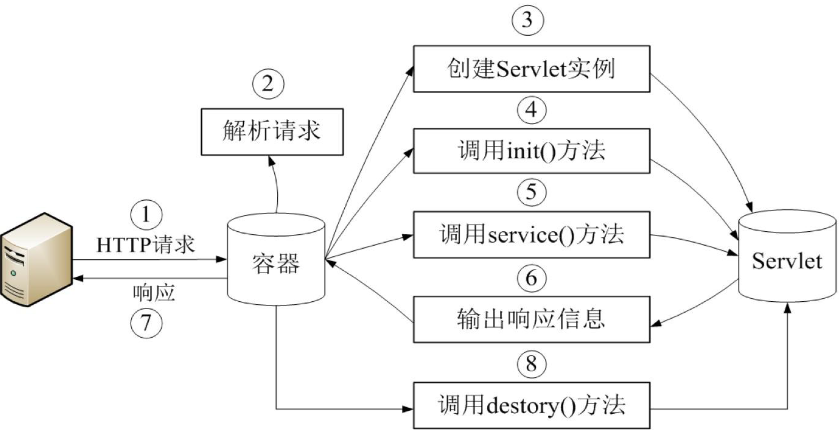 ③
创建Servlet实例
②
解析请求
④
调用init()方法
①
HTTP请求
响应
⑦
容器
⑤
调用service()方法
⑥
输出响应信息
Servlet
⑧
调用destory()方法